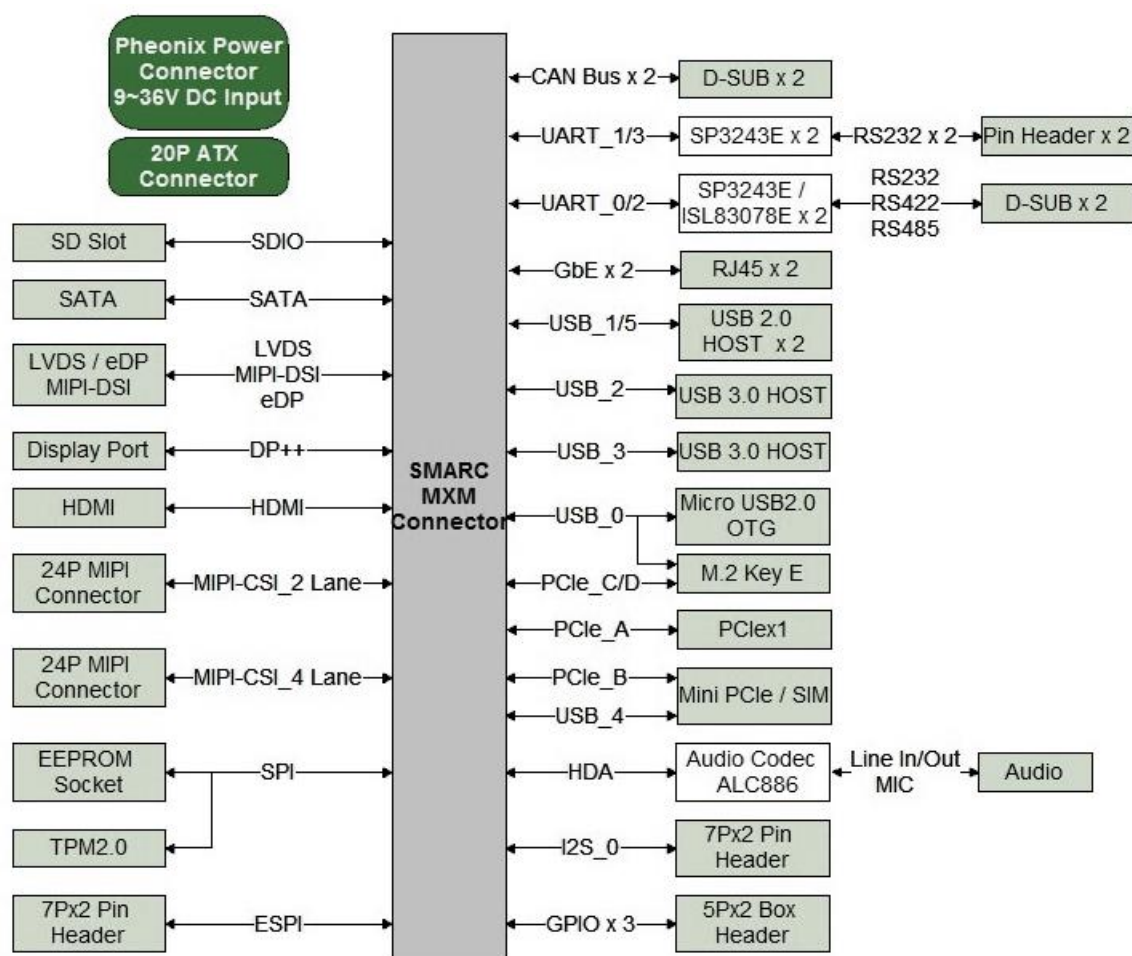 Pheonix Power
Connector
9~36V DC Input
20P ATX
Connector
SD Slot
SDIO
SATA
SATA
LVDS / eDP
MIPI-DSI
LVDS
MIPI-DSI
eDP
Display Port
DP++
HDMI
HDMI
24P MIPI
Connector
MIPI-CSI_2 Lane
24P MIPI
Connector
MIPI-CSI_4 Lane
EEPROM
Socket
SPI
TPM2.0
7Px2 Pin
Header
ESPI
SMARC
MXM
Connector
CAN Bus x 2
D-SUB x 2
UART_1/3
SP3243E x 2
RS232 x 2
Pin Header x 2
UART_0/2
SP3243E /
ISL83078E x 2
RS232
RS422
RS485
D-SUB x 2
GbE x 2
RJ45 x 2
USB_1/5
USB 2.0
HOST x 2
USB_2
USB 3.0 HOST
USB_3
USB 3.0 HOST
USB_0
Micro USB2.0
OTG
PCIe_C/D
M.2 Key E
PCIe_A
PCIex1
PCIe_B
USB_4
Mini PCIe / SIM
HDA
Audio Codec
ALC886
Line In/Out
MIC
Audio
I2S_0
7Px2 Pin
Header
GPIO x 3
5Px2 Box
Header